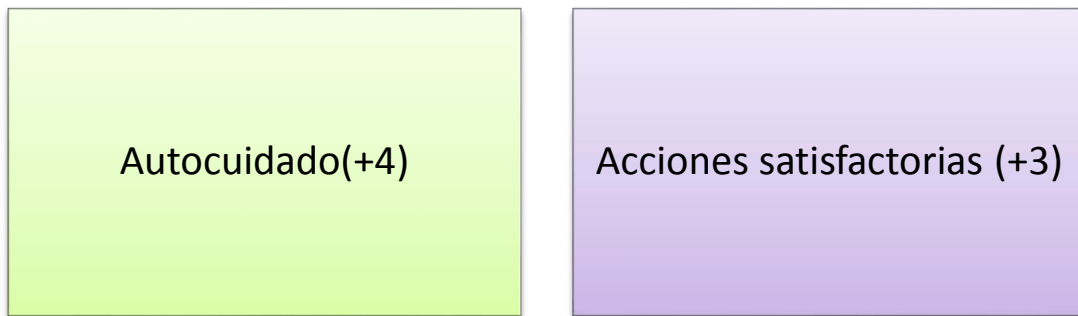 Autocuidado(+4)
Acciones satisfactorias (+3)